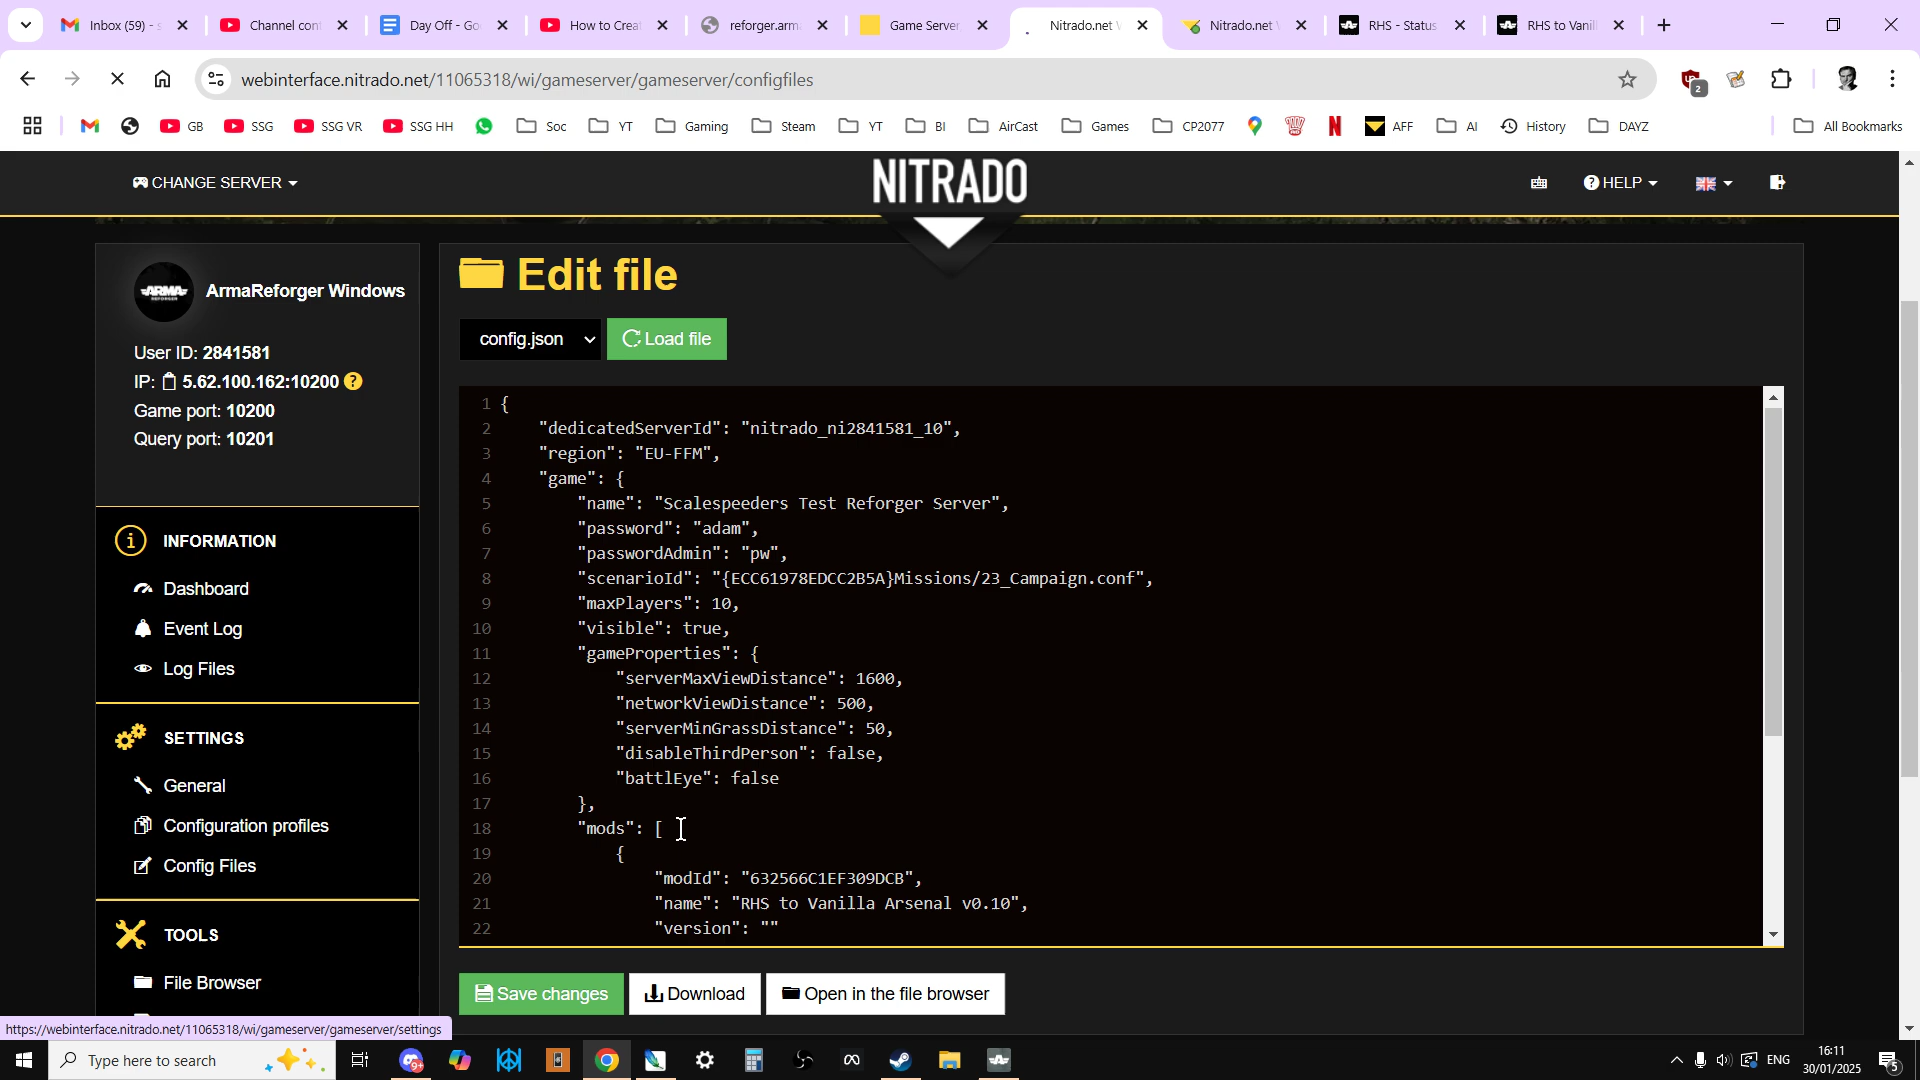 Inbox (59) - s
Channel con
Day Off - Go
How to Crea
reforger.arm
Game Server
Nitrado.net V
Nitrado.net V
RHS - Status
RHS to Vanil
webinterface.nitrado.net/11065318/wi/gameserver/gameserver/configfiles
2
GB
SSG
SSG VR
SSG HH
Soc
YT
Gaming
Steam
YT
BI
AirCast
Games
CP2077
AFF
AI
History
DAYZ
All Bookmarks
CHANGE SERVER
NITRADO
HELP
ARMA
REFORGER
ArmaReforger Windows
User ID: 2841581
IP: 5.62.100.162:10200
Game port: 10200
Query port: 10201
INFORMATION
Dashboard
Event Log
Log Files
SETTINGS
General
Configuration profiles
Config Files
TOOLS
File Browser
Edit file
config.json
Load file
1 {
2 "dedicatedServerId": "nitrado_ni2841581_10",
3 "region": "EU-FFM",
4 "game": {
5 "name": "Scalespeeders Test Reforger Server",
6 "password": "adam",
7 "passwordAdmin": "pw",
8 "scenarioId": "{ECC61978EDCC2B5A}Missions/23_Campaign.conf",
9 "maxPlayers": 10,
10 "visible": true,
11 "gameProperties": {
12 "serverMaxViewDistance": 1600,
13 "networkViewDistance": 500,
14 "serverMinGrassDistance": 50,
15 "disableThirdPerson": false,
16 "battlEye": false
17 },
18 "mods": [
19 {
20 "modId": "632566C1EF309DCB",
21 "name": "RHS to Vanilla Arsenal v0.10",
22 "version": ""
Save changes
Download
Open in the file browser
https://webinterface.nitrado.net/11065318/wi/gameserver/gameserver/settings
Type here to search
9+
ENG
16:11
30/01/2025
5